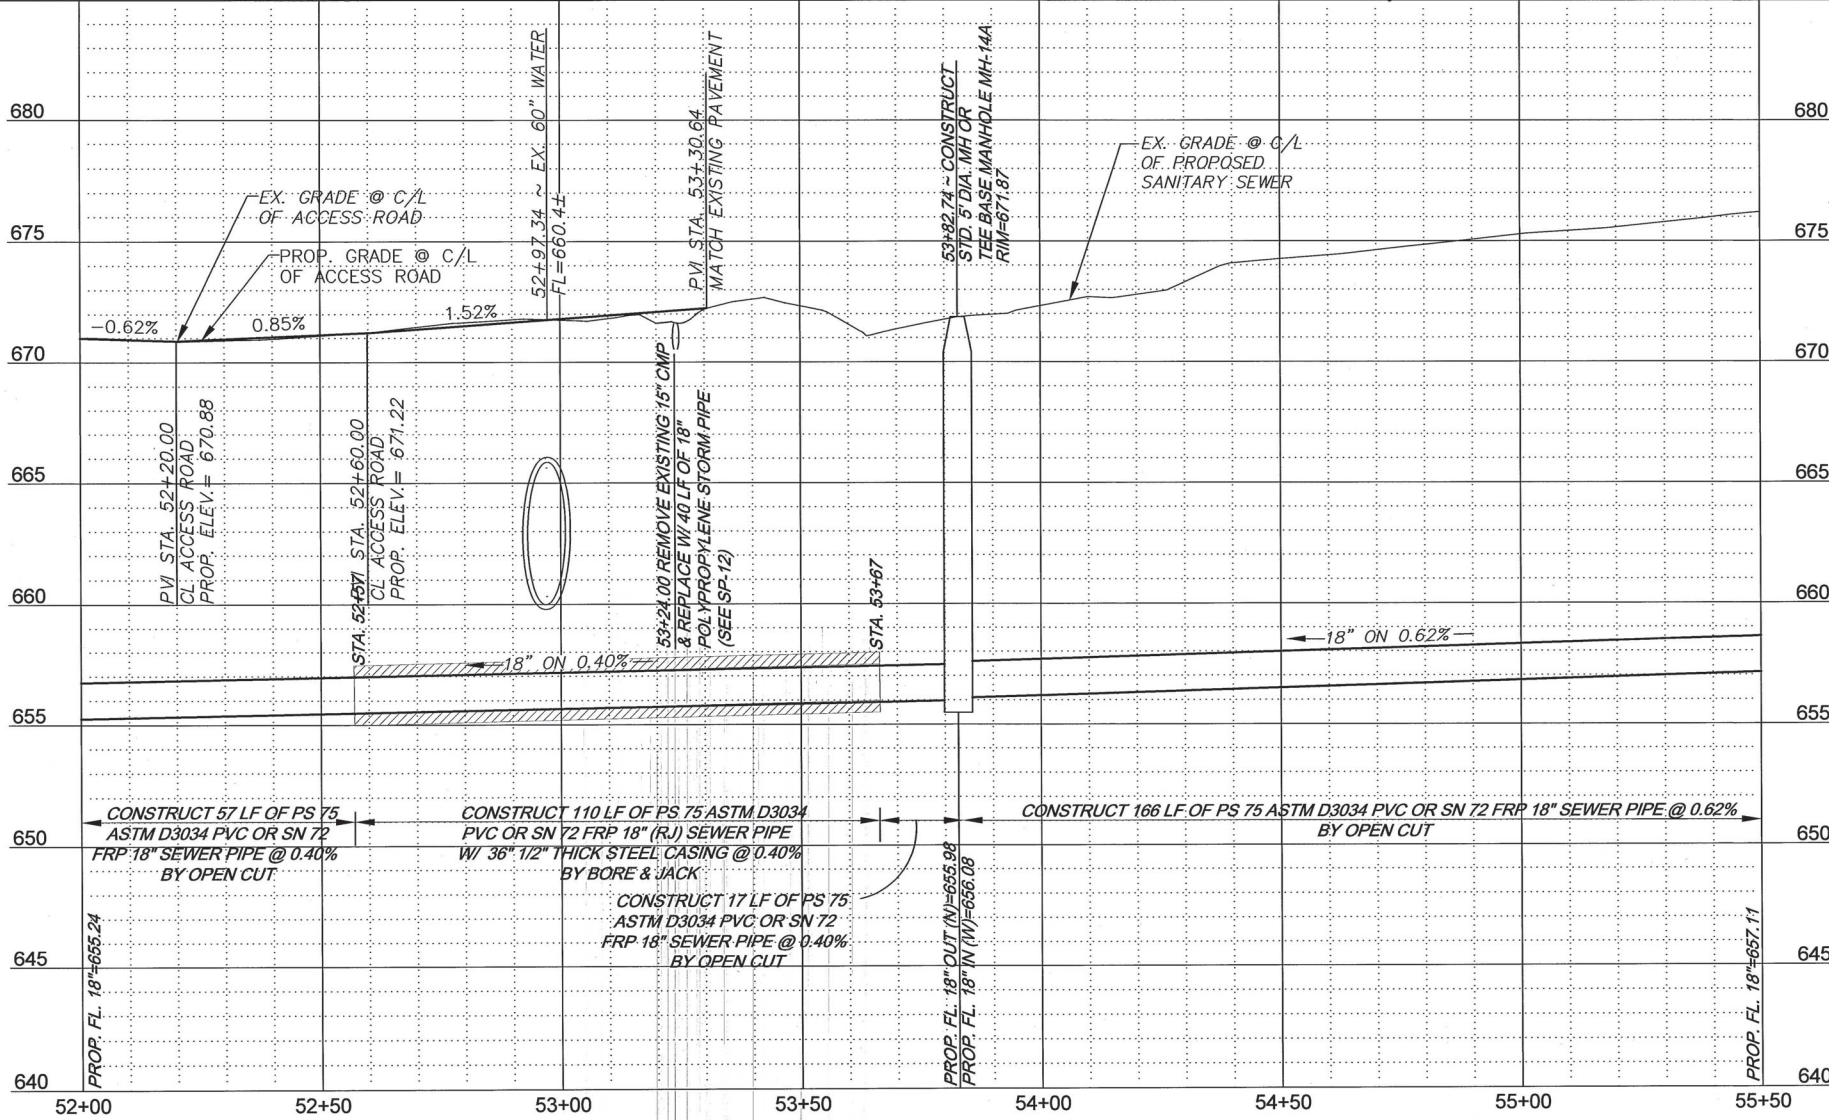 680
675
670
665
660
655
650
645
640
680
675
670
665
660
655
650
645
640
52+00
52+50
53+00
53+50
54+00
54+50
55+00
55+50
EX. GRADE @ C/L
OF ACCESS ROAD
PROP. GRADE @ C/L
OF ACCESS ROAD
-0.62%
0.85%
1.52%
52+97.34 ~ EX. 60" WATER
FL=660.4±
PVI STA. 53+30.64
MATCH EXISTING PAVEMENT
53+82.74 ~ CONSTRUCT
STD. 5' DIA. MH OR
TEE BASE MANHOLE MH-14A
RIM=671.87
EX. GRADE @ C/L
OF PROPOSED
SANITARY SEWER
PVI STA. 52+20.00
CL ACCESS ROAD
PROP. ELEV.= 670.88
STA. 52+57
PVI STA. 52+60.00
CL ACCESS ROAD
PROP. ELEV.= 671.22
53+24.00 REMOVE EXISTING 15" CMP
& REPLACE W/ 40 LF OF 18"
POLYPROPYLENE STORM PIPE
(SEE SP-12)
STA. 53+67
18" ON 0.40%
18" ON 0.62%
CONSTRUCT 57 LF OF PS 75
ASTM D3034 PVC OR SN 72
FRP 18" SEWER PIPE @ 0.40%
BY OPEN CUT
CONSTRUCT 110 LF OF PS 75 ASTM D3034
PVC OR SN 72 FRP 18" (RJ) SEWER PIPE
W/ 36" 1/2" THICK STEEL CASING @ 0.40%
BY BORE & JACK
CONSTRUCT 17 LF OF PS 75
ASTM D3034 PVC OR SN 72
FRP 18" SEWER PIPE @ 0.40%
BY OPEN CUT
CONSTRUCT 166 LF OF PS 75 ASTM D3034 PVC OR SN 72 FRP 18" SEWER PIPE @ 0.62%
BY OPEN CUT
PROP. FL. 18"=655.24
PROP. FL. 18" OUT (N)=655.98
PROP. FL. 18" IN (W)=656.08
PROP. FL. 18"=657.11